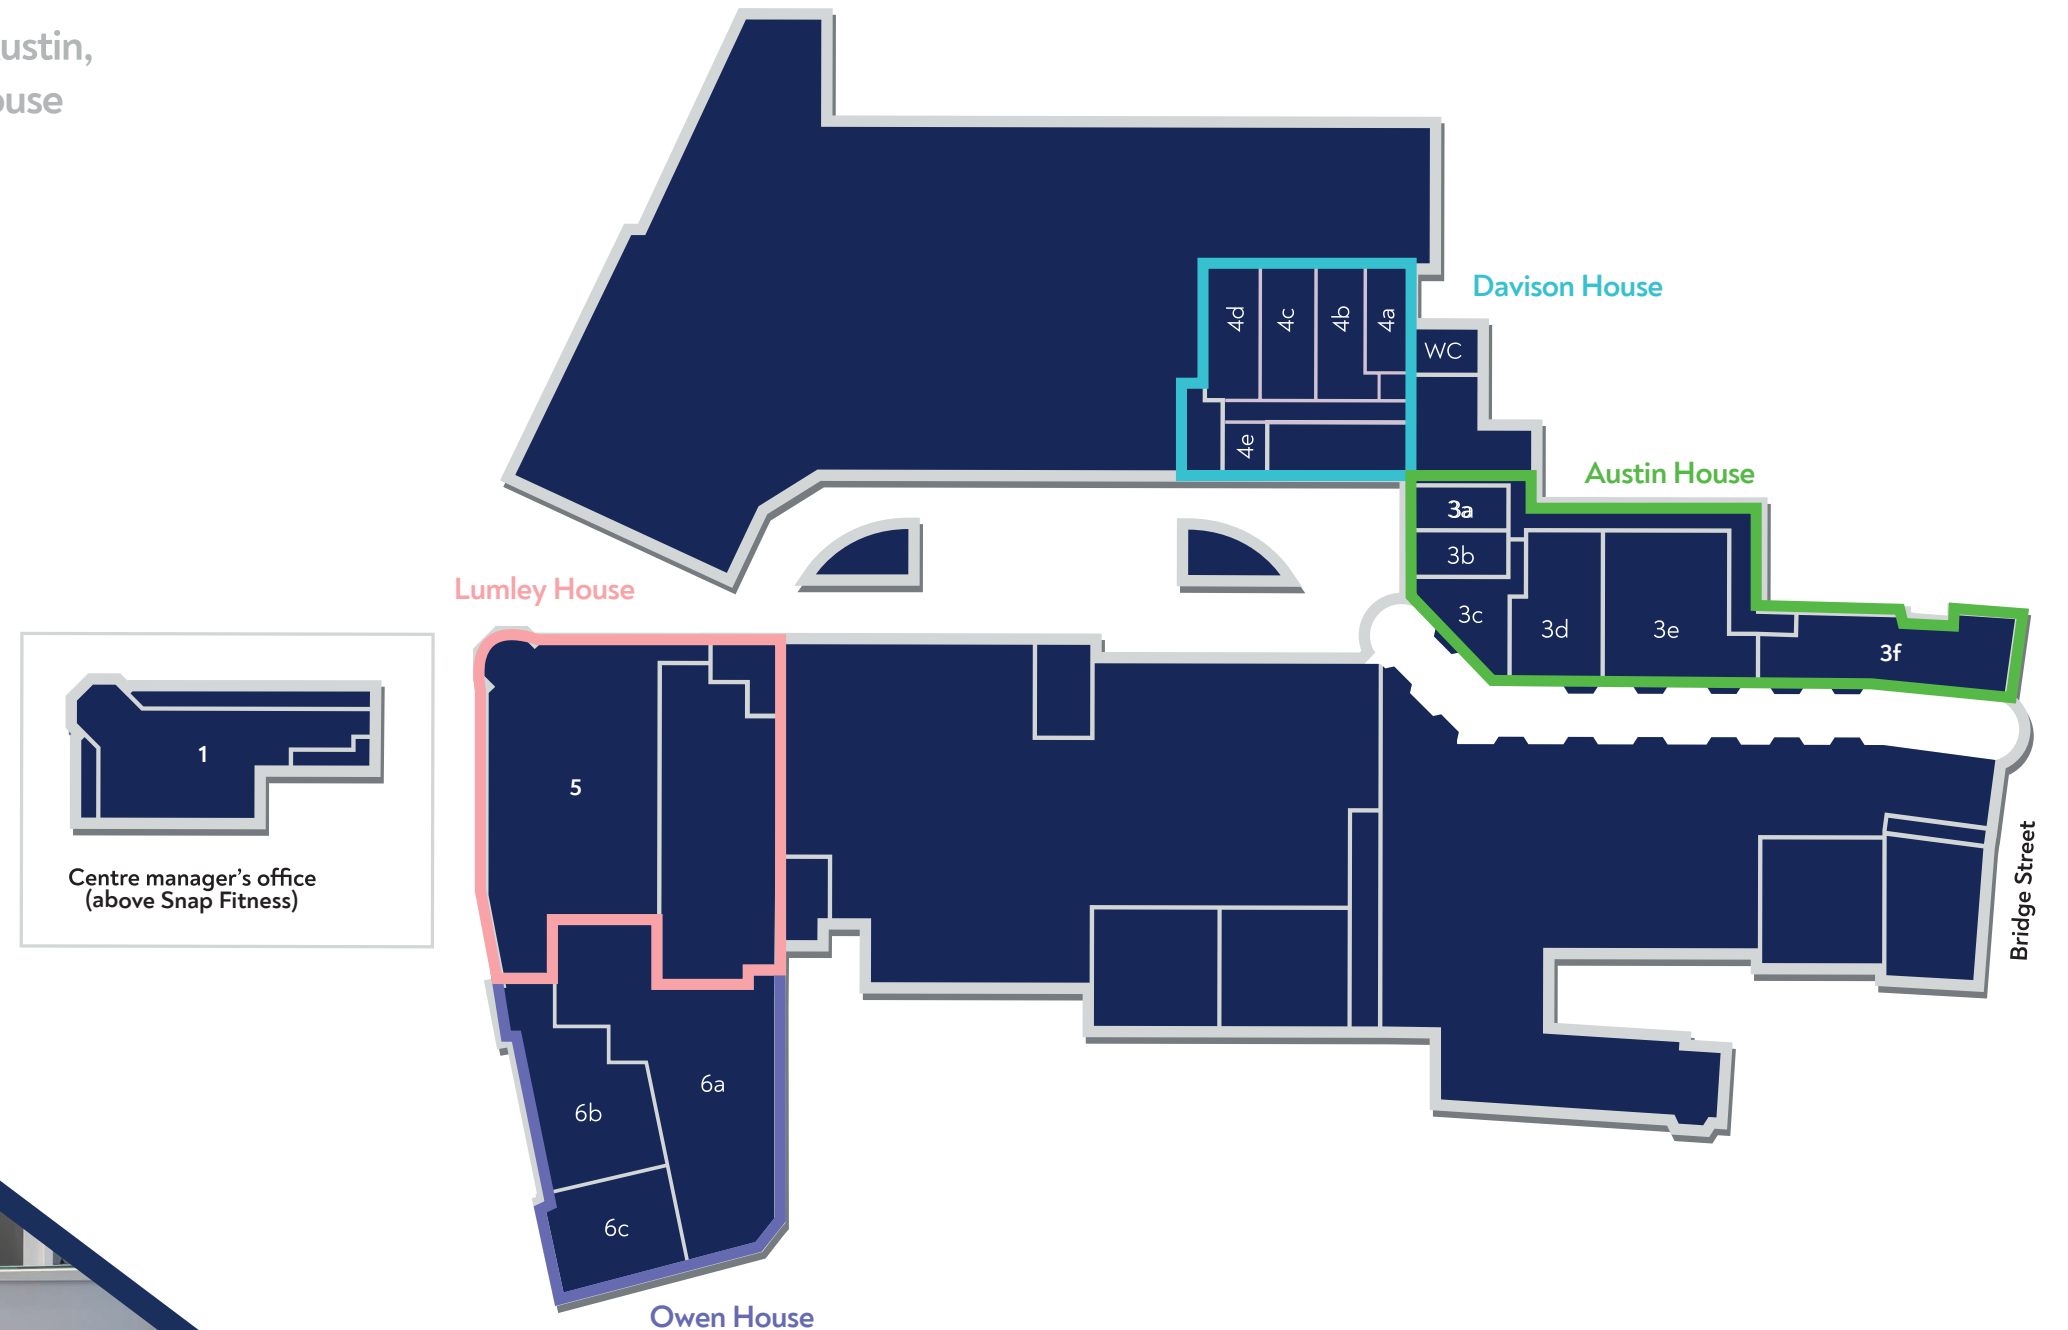 ustin,
ouse
Davison House
4d
4c
4b
4a
WC
4e
Austin House
3a
3b
3c
3d
3e
3f
Lumley House
5
1
Centre manager's office
(above Snap Fitness)
Bridge Street
6a
6b
6c
Owen House